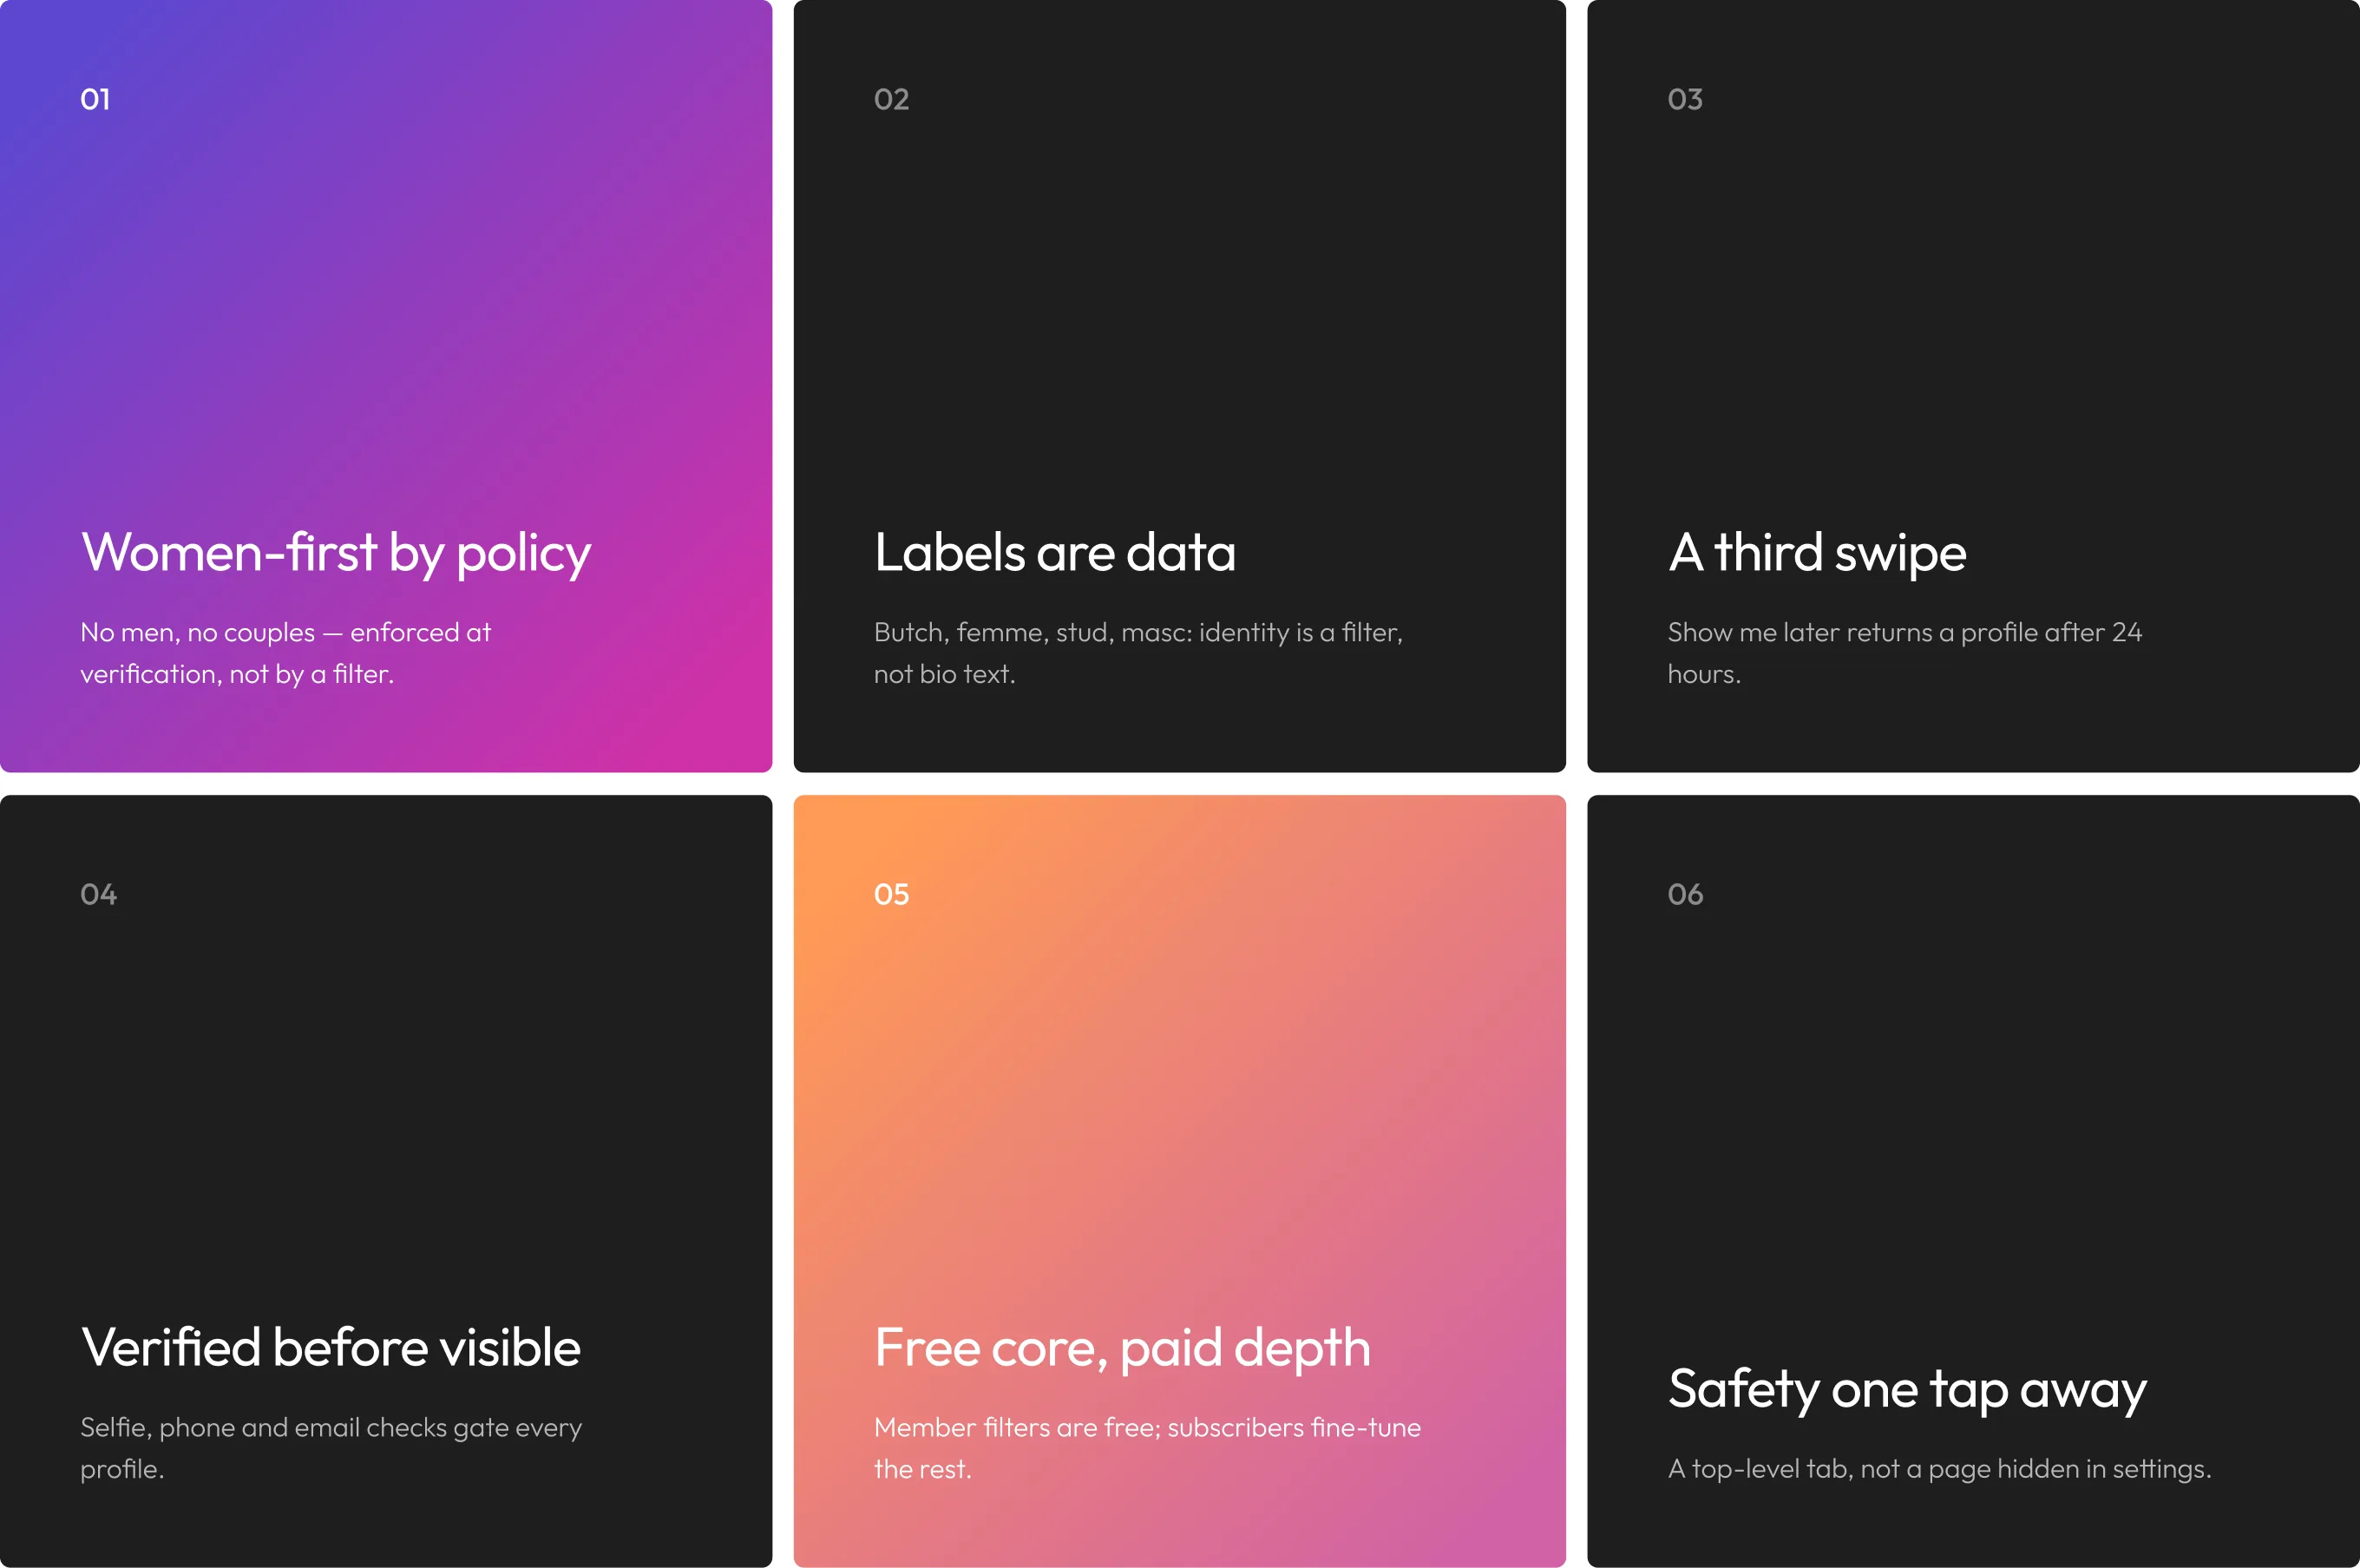 01
Women-first by policy
No men, no couples — enforced at
verification, not by a filter.
02
Labels are data
Butch, femme, stud, masc: identity is a filter,
not bio text.
03
A third swipe
Show me later returns a profile after 24
hours.
04
Verified before visible
Selfie, phone and email checks gate every
profile.
05
Free core, paid depth
Member filters are free; subscribers fine-tune
the rest.
06
Safety one tap away
A top-level tab, not a page hidden in settings.